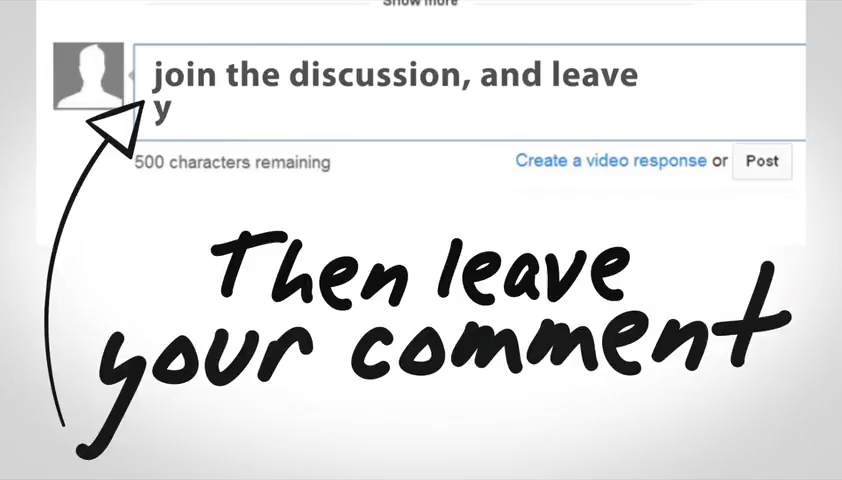 Show more
join the discussion, and leave
y
500 characters remaining
Create a video response or Post
Then leave
your comment